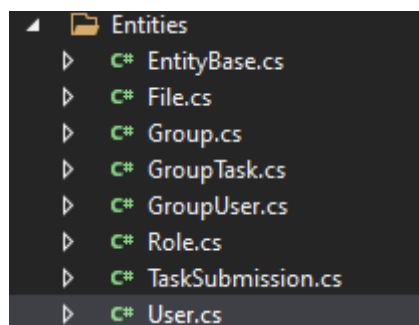 Entities
C# EntityBase.cs
C# File.cs
C# Group.cs
C# GroupTask.cs
C# GroupUser.cs
C# Role.cs
C# TaskSubmission.cs
C# User.cs